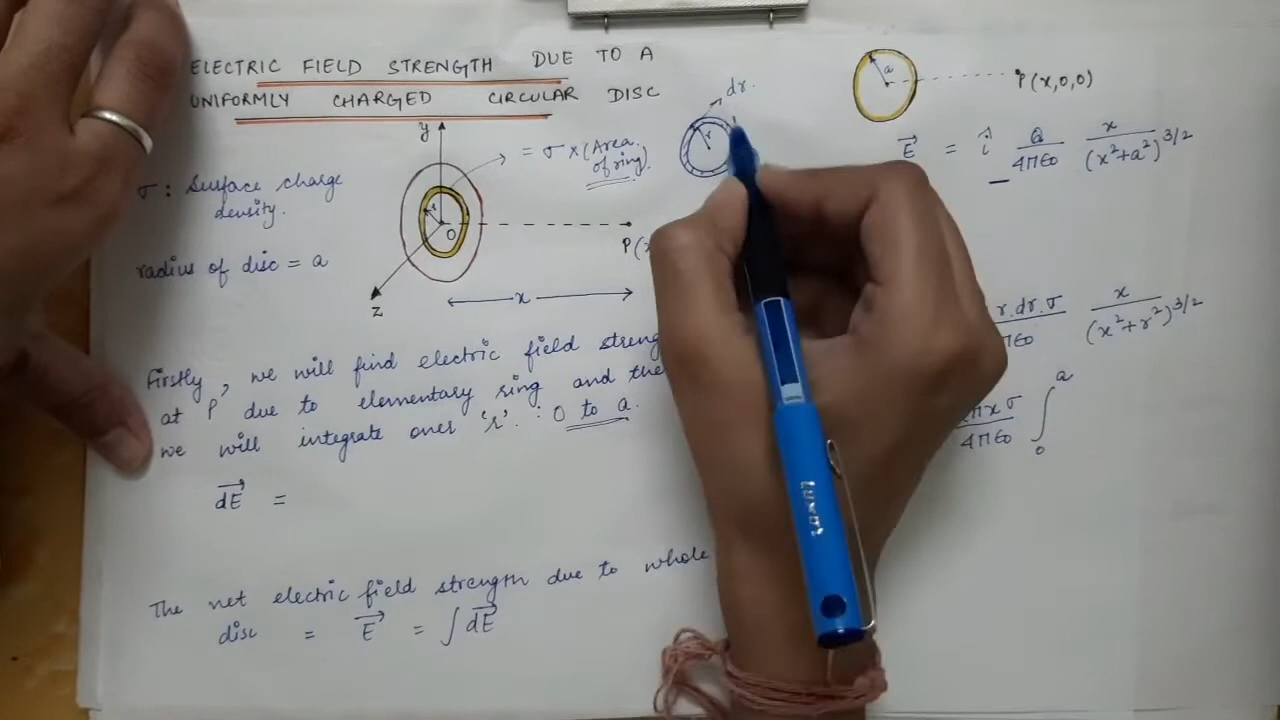 ELECTRIC FIELD STRENGTH DUE TO A
UNIFORMLY CHARGED CIRCULAR DISC
σ : Surface charge
density.
radius of disc = a
y
= σ × (Area
of ring)
r
O
z
x
P(x
dr.
r
a
P(x,0,0)
E⃗ = î Q/4πε0 x/(x²+a²)^3/2
r.dr.σ/πε0 x/(x²+r²)^3/2
πxσ/4πε0 ∫ 0 a
Firstly, we will find electric field streng
at P due to elementary ring and the
we will integrate over 'r'. : 0 to a.
dE⃗ =
The net electric field strength due to whole
disc = E⃗ = ∫ dE⃗
luxor